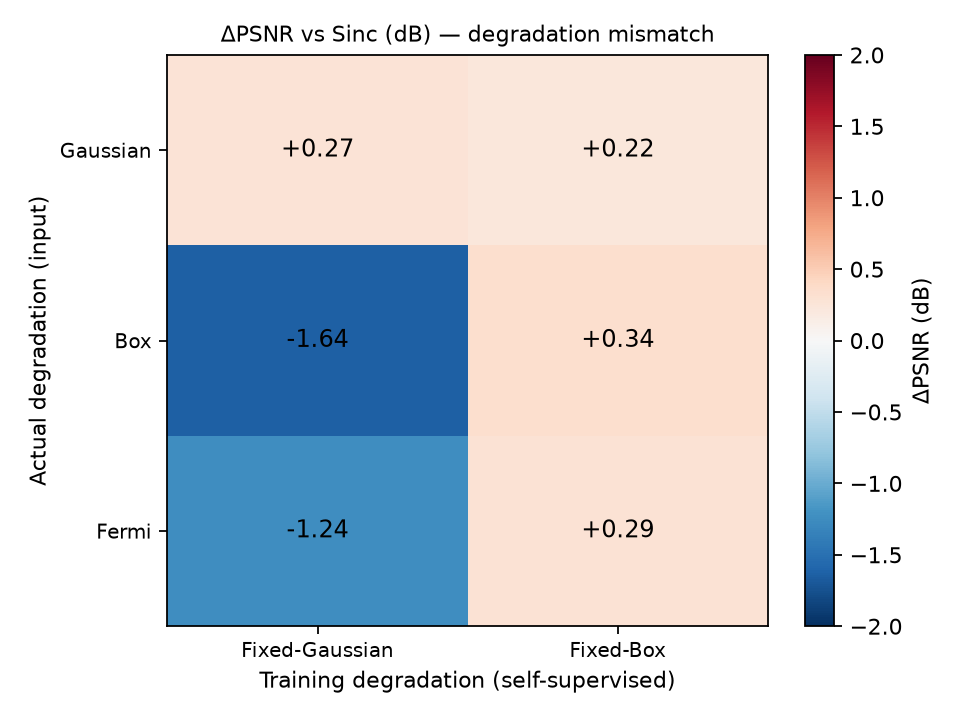 ΔPSNR vs Sinc (dB) — degradation mismatch
Actual degradation (input)
Gaussian
Box
Fermi
+0.27
+0.22
-1.64
+0.34
-1.24
+0.29
Fixed-Gaussian
Fixed-Box
Training degradation (self-supervised)
2.0
1.5
1.0
0.5
0.0
−0.5
−1.0
−1.5
−2.0
ΔPSNR (dB)